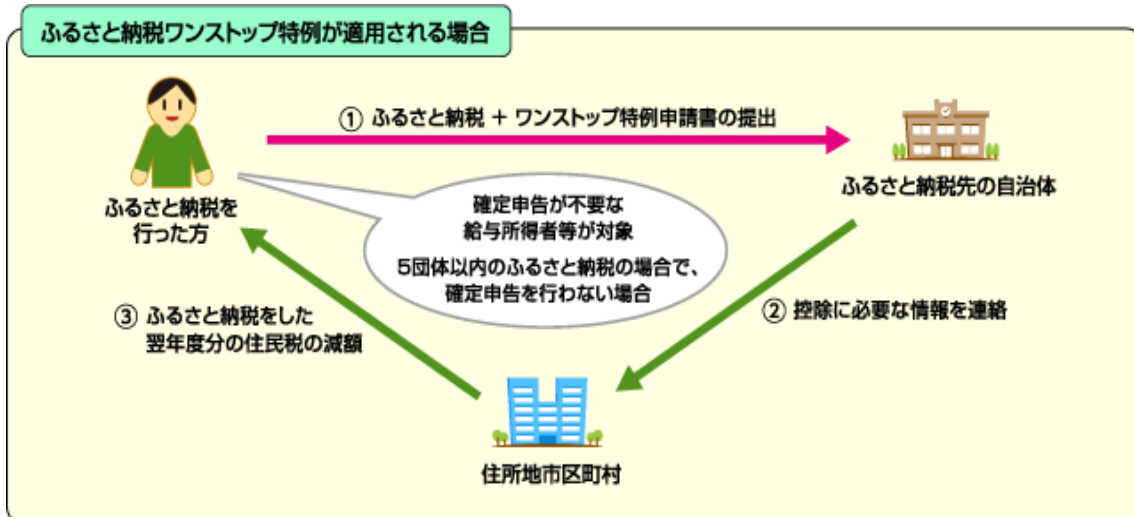 ふるさと納税ワンストップ特例が適用される場合
① ふるさと納税 + ワンストップ特例申請書の提出
ふるさと納税を
行った方
ふるさと納税先の自治体
確定申告が不要な
給与所得者等が対象
5団体以内のふるさと納税の場合で、
確定申告を行わない場合
② 控除に必要な情報を連絡
③ ふるさと納税をした
翌年度分の住民税の減額
住所地市区町村